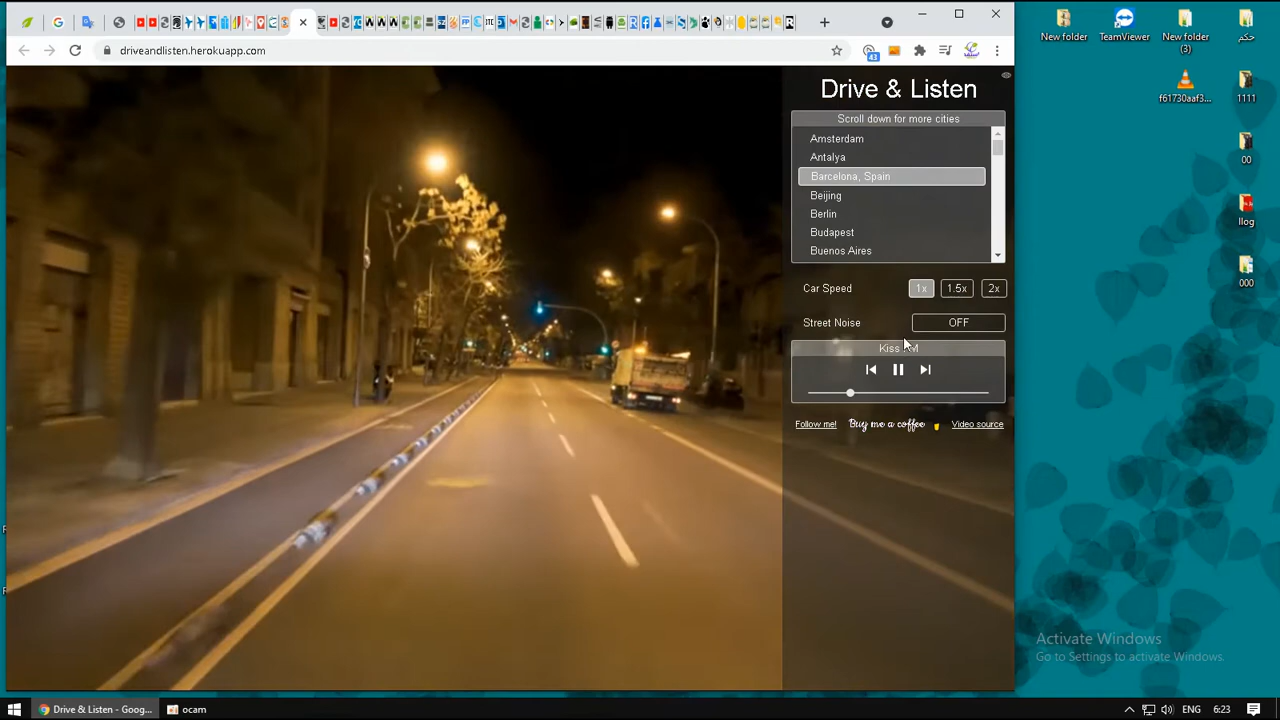 driveandlisten.herokuapp.com
43
Drive & Listen
Scroll down for more cities
Amsterdam
Antalya
Barcelona, Spain
Beijing
Berlin
Budapest
Buenos Aires
Car Speed
1x
1.5x
2x
Street Noise
OFF
Follow me!
Buy me a coffee
Video source
New folder
TeamViewer
New folder (3)
حكم
f61730aaf3...
1111
00
llog
000
Activate Windows
Go to Settings to activate Windows.
Drive & Listen - Goog...
ocam
ENG
6:23